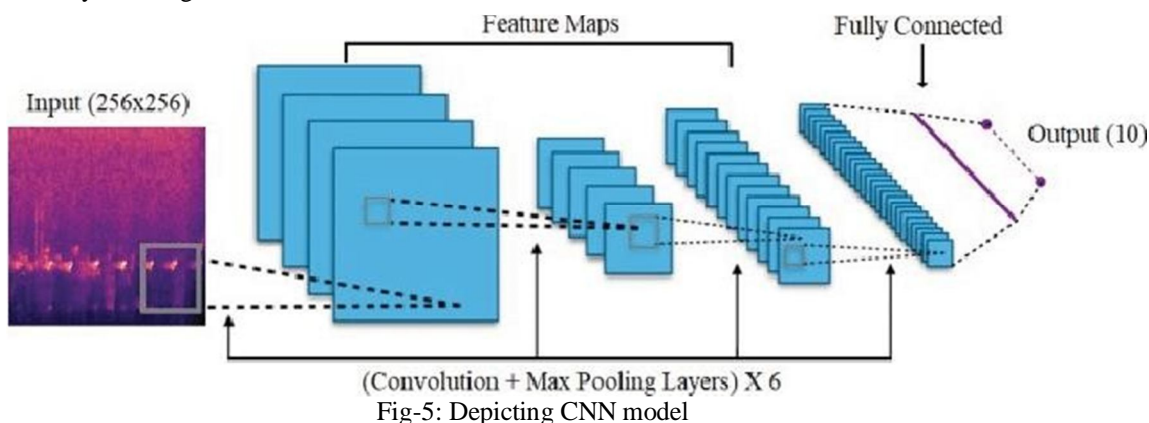 Feature Maps
Fully Connected
Input (256x256)
Output (10)
(Convolution + Max Pooling Layers) X 6
Fig-5: Depicting CNN model